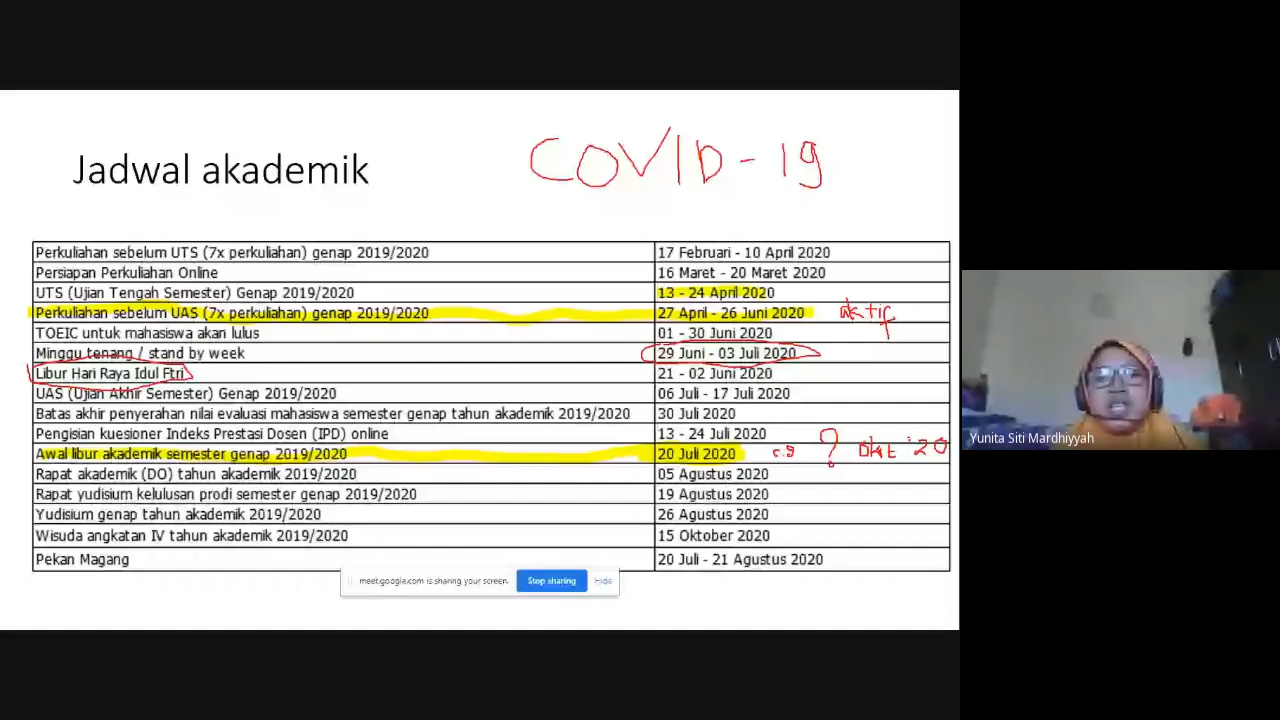 Jadwal akademik
COVID-19
Perkuliahan sebelum UTS (7x perkuliahan) genap 2019/2020 17 Februari - 10 April 2020
Persiapan Perkuliahan Online 16 Maret - 20 Maret 2020
UTS (Ujian Tengah Semester) Genap 2019/2020 13 - 24 April 2020
Perkuliahan sebelum UAS (7x perkuliahan) genap 2019/2020 27 April - 26 Juni 2020 aktif
TOEIC untuk mahasiswa akan lulus 01 - 30 Juni 2020
Minggu tenang / stand by week 29 Juni - 03 Juli 2020
Libur Hari Raya Idul Ftri 21 - 02 Juni 2020
UAS (Ujian Akhir Semester) Genap 2019/2020 06 Juli - 17 Juli 2020
Batas akhir penyerahan nilai evaluasi mahasiswa semester genap tahun akademik 2019/2020 30 Juli 2020
Pengisian kuesioner Indeks Prestasi Dosen (IPD) online 13 - 24 Juli 2020
Awal libur akademik semester genap 2019/2020 20 Juli 2020 ? Okt '20
Rapat akademik (DO) tahun akademik 2019/2020 05 Agustus 2020
Rapat yudisium kelulusan prodi semester genap 2019/2020 19 Agustus 2020
Yudisium genap tahun akademik 2019/2020 26 Agustus 2020
Wisuda angkatan IV tahun akademik 2019/2020 15 Oktober 2020
Pekan Magang 20 Juli - 21 Agustus 2020
meet.google.com is sharing your screen. Stop sharing Hide
Yunita Siti Mardhiyyah